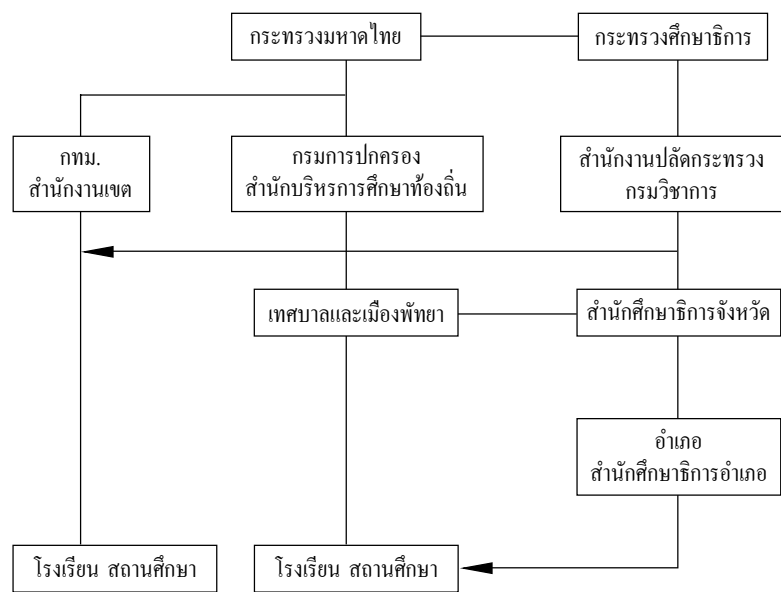 กระทรวงมหาดไทย
กระทรวงศึกษาธิการ
กทม.
สำนักงานเขต
กรมการปกครอง
สำนักบริหรการศึกษาท้องถิ่น
สำนักงานปลัดกระทรวง
กรมวิชาการ
เทศบาลและเมืองพัทยา
สำนักศึกษาธิการจังหวัด
อำเภอ
สำนักศึกษาธิการอำเภอ
โรงเรียน สถานศึกษา
โรงเรียน สถานศึกษา